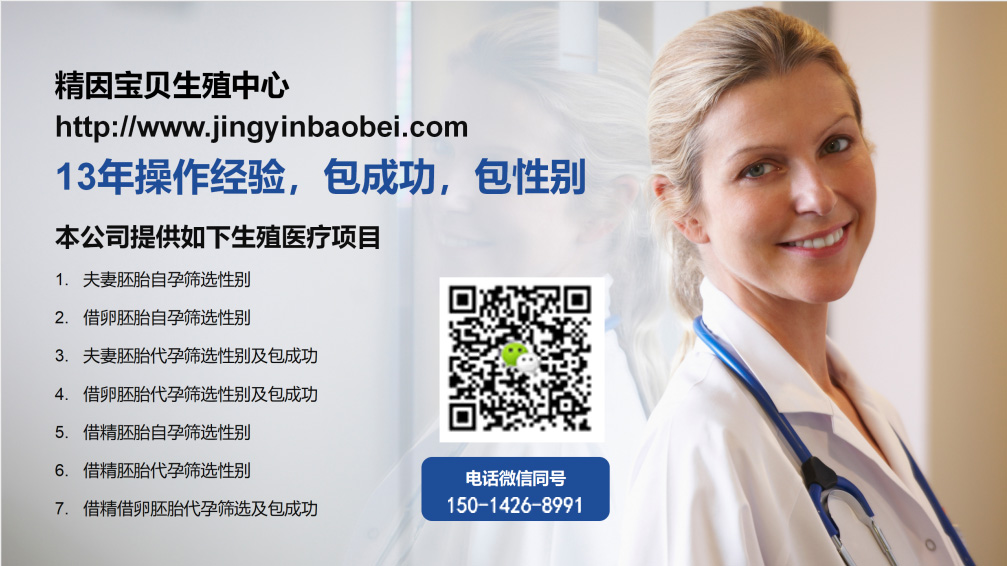 精因宝贝生殖中心
http://www.jingyinbaobei.com
13年操作经验，包成功，包性别
本公司提供如下生殖医疗项目
1. 夫妻胚胎自孕筛选性别
2. 借卵胚胎自孕筛选性别
3. 夫妻胚胎代孕筛选性别及包成功
4. 借卵胚胎代孕筛选性别及包成功
5. 借精胚胎自孕筛选性别
6. 借精胚胎代孕筛选性别
7. 借精借卵胚胎代孕筛选及包成功
电话微信同号
150-1426-8991